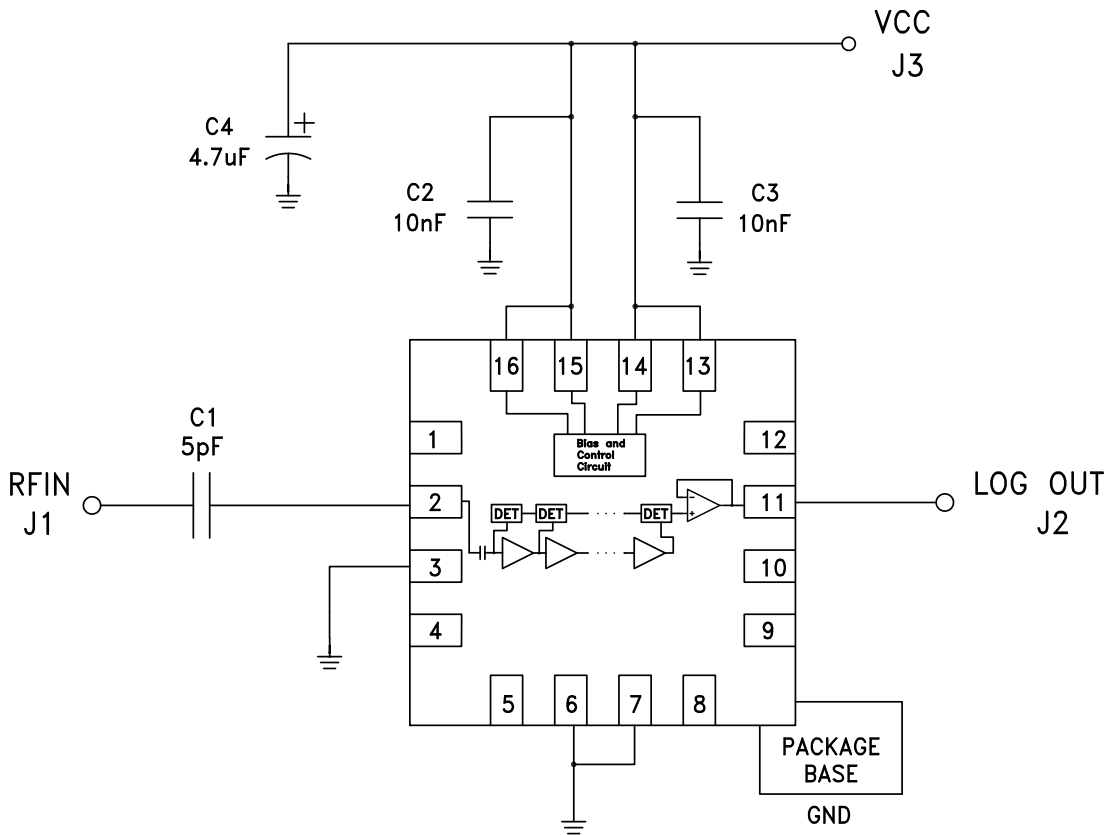 VCC
J3
C4
4.7uF
+
C2
10nF
C3
10nF
16
15
14
13
C1
5pF
RFIN
J1
1
2
3
4
Bias and
Control
Circuit
DET
DET
. . . .
DET
-
+
. . . .
12
11
10
9
LOG OUT
J2
5
6
7
8
PACKAGE
BASE
GND